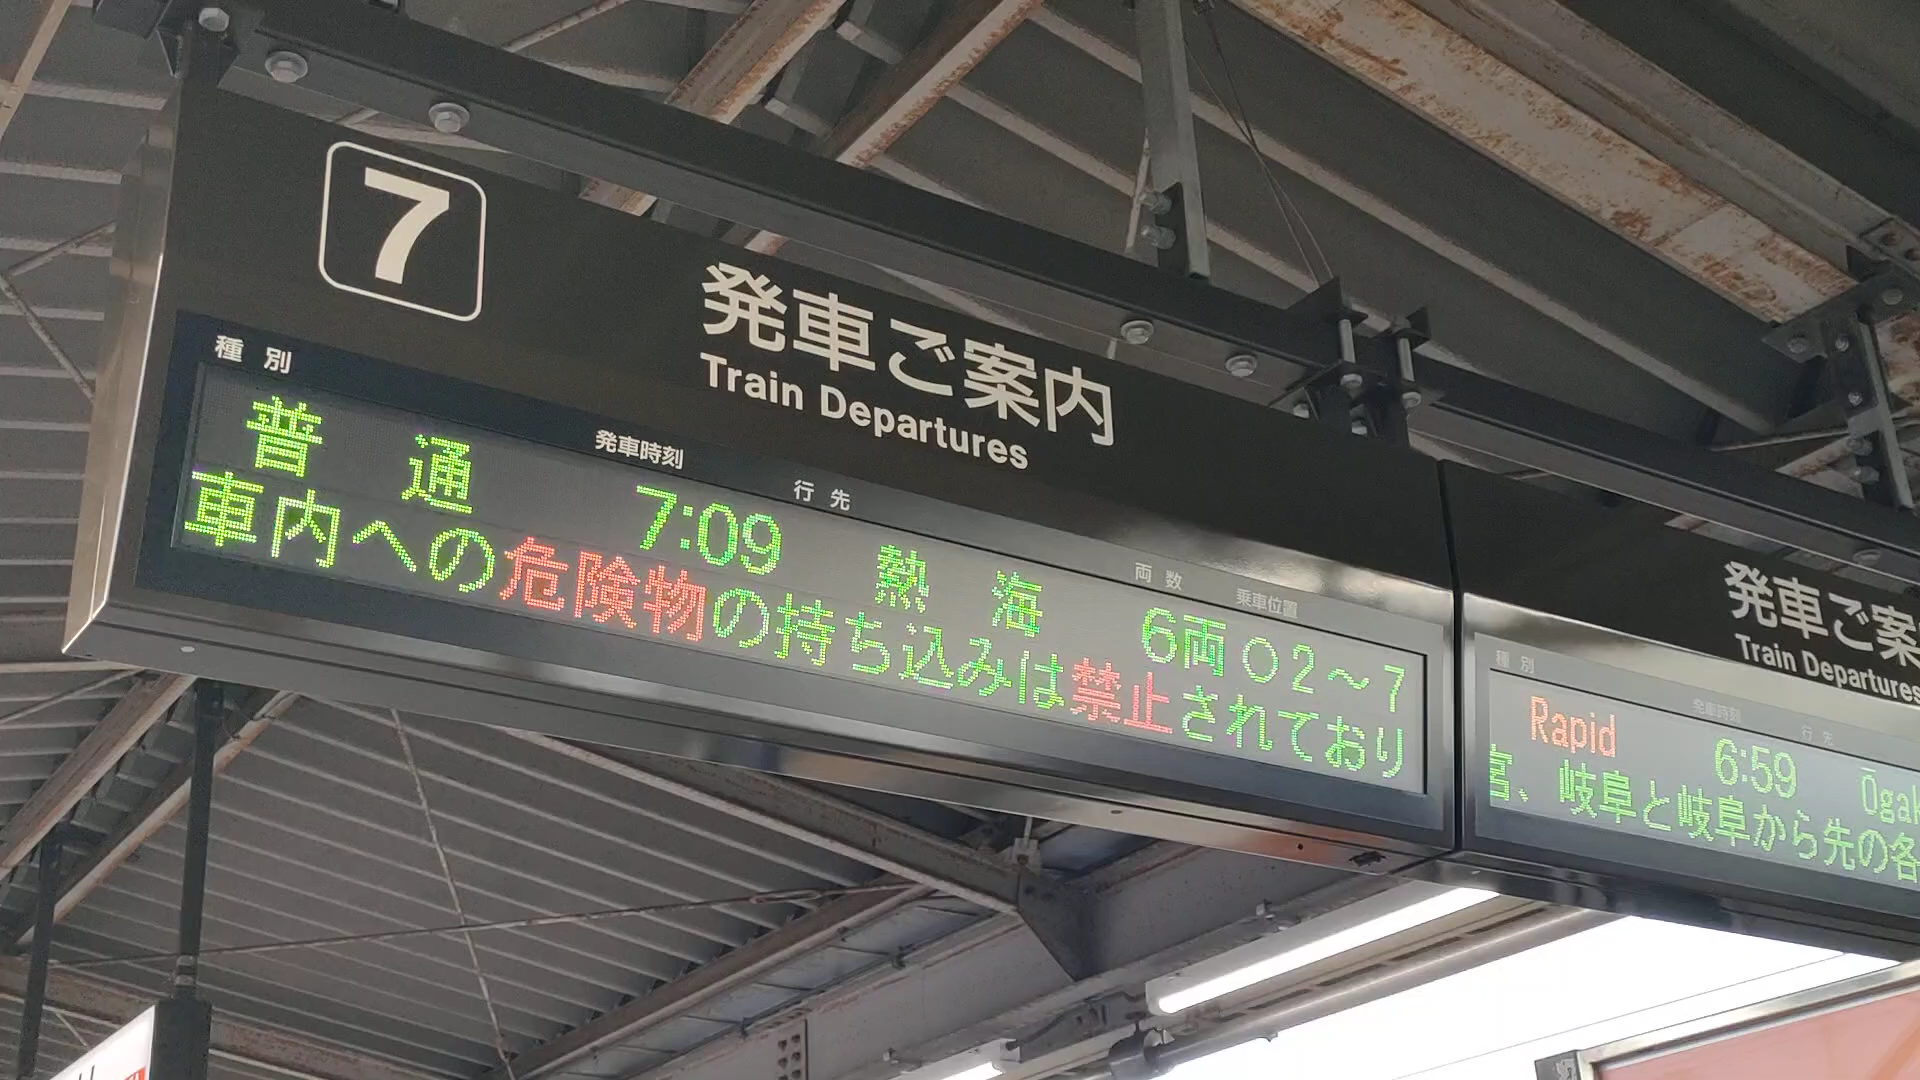 7
発車ご案内
Train Departures
種別 発車時刻 行先 両数 乗車位置
普通 7:09 熱海 6両 ○2～7
車内への危険物の持ち込みは禁止されており
発車ご案
Train Departures
種別 発車時刻 行先
Rapid 6:59 Ōgak
宮、岐阜と岐阜から先の各